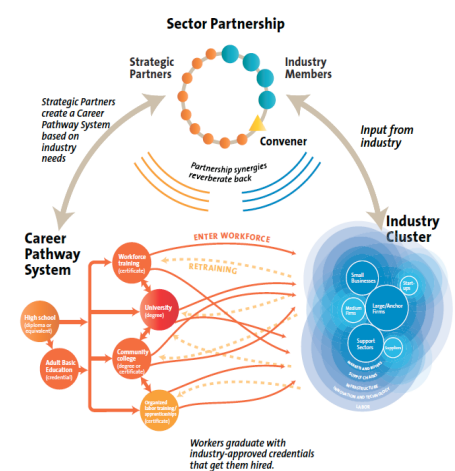 Sector Partnership
Strategic
Partners
Industry
Members
Convener
Strategic Partners
create a Career
Pathway System
based on
industry
needs
Input from
industry
Partnership synergies
reverberate back
Career
Pathway
System
Industry
Cluster
ENTER WORKFORCE
RETRAINING
Workforce
training
(certificate)
University
(degree)
High school
(diploma or
equivalent)
Adult Basic
Education
(credential)
Community
college
(degree or
certificate)
Organized
labor training/
apprenticeships
(certificate)
Small
Businesses
Start-
ups
Medium
Firms
Large/Anchor
Firms
Support
Sectors
Suppliers
SUPPLY CHAINS
INFRASTRUCTURE
Workers graduate with
industry-approved credentials
that get them hired.